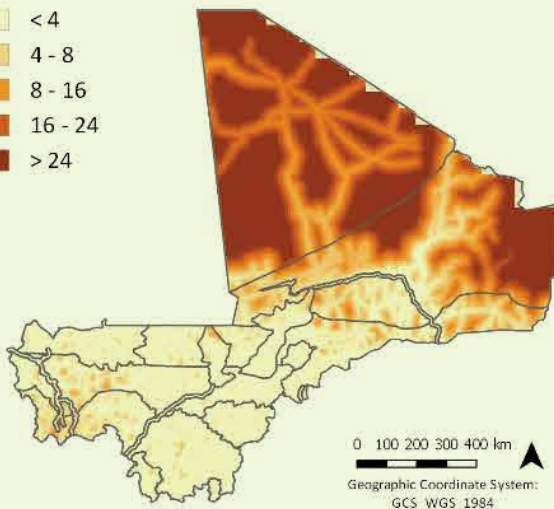 < 4
4 - 8
8 - 16
16 - 24
> 24
0 100 200 300 400 km
Geographic Coordinate System:
GCS WGS 1984